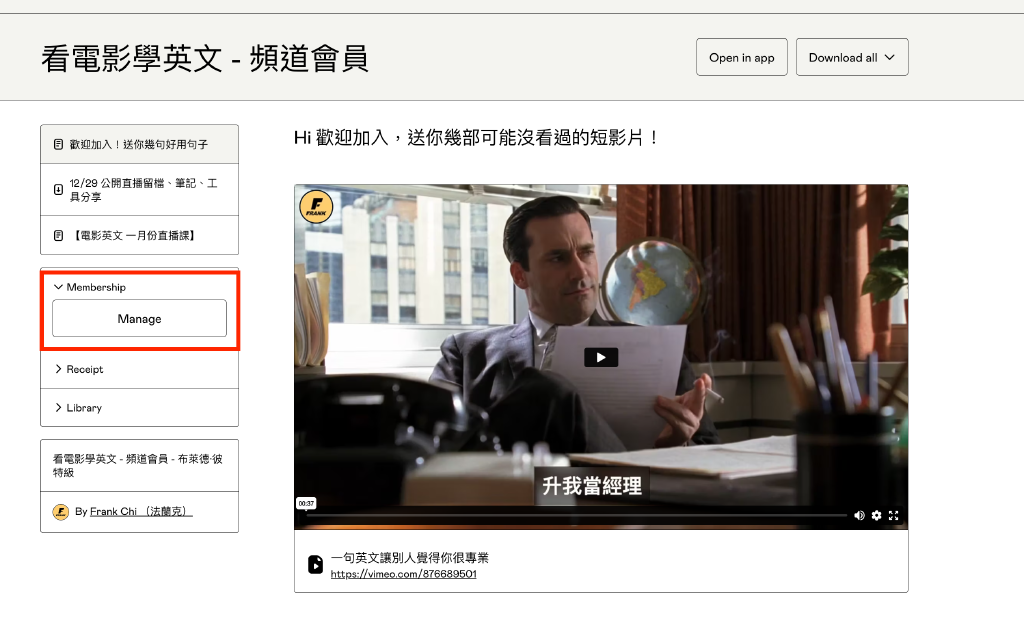 看電影學英文 - 頻道會員
Open in app
Download all
歡迎加入！送你幾句好用句子
12/29 公開直播留檔、筆記、工
具分享
【電影英文 一月份直播課】
Membership
Manage
Receipt
Library
看電影學英文 - 頻道會員 - 布萊德·彼
特級
By Frank Chi （法蘭克）
Hi 歡迎加入，送你幾部可能沒看過的短影片！
F
FRANK
升我當經理
00:37
一句英文讓別人覺得你很專業
https://vimeo.com/876689501